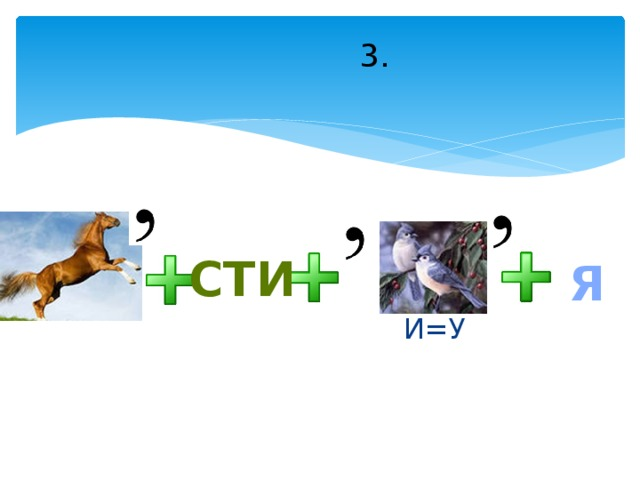 3.
, + СТИ + , , + Я
И=У